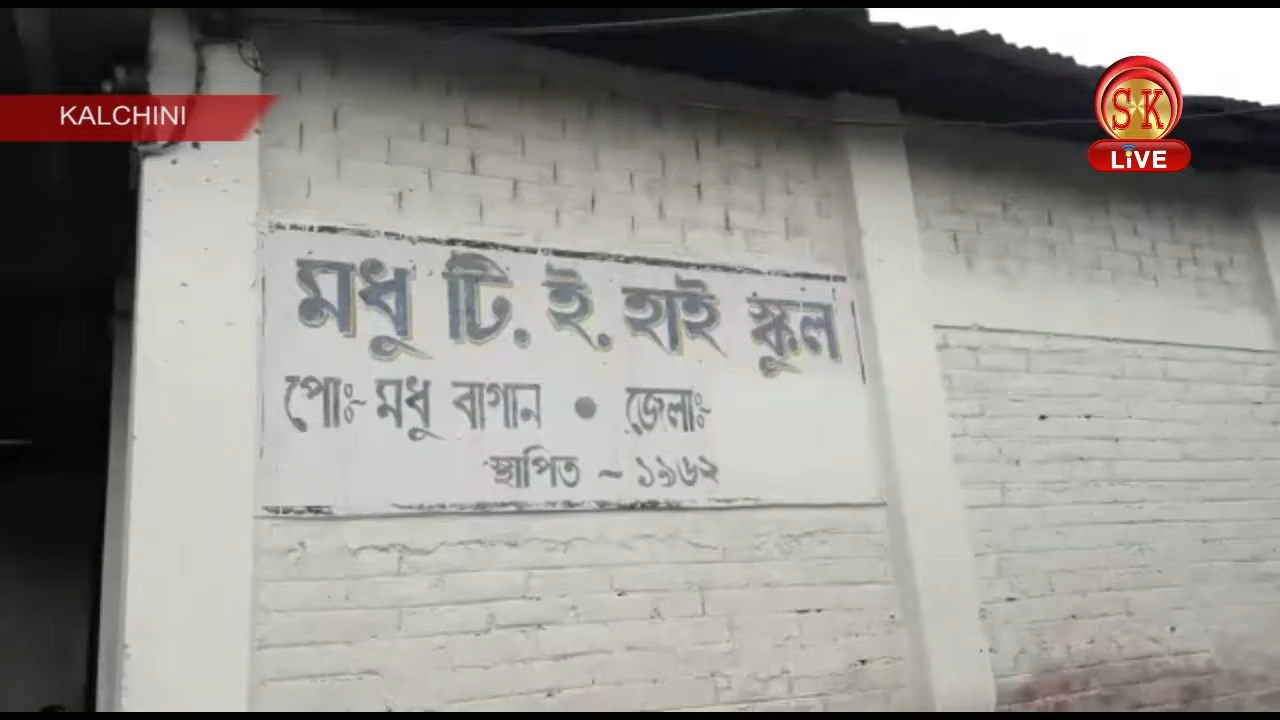 KALCHINI
SK
LiVE
মধু টি. ই. হাই স্কুল
পোঃ- মধু বাগান • জেলাঃ-
স্থাপিত ~ ১৯৬২